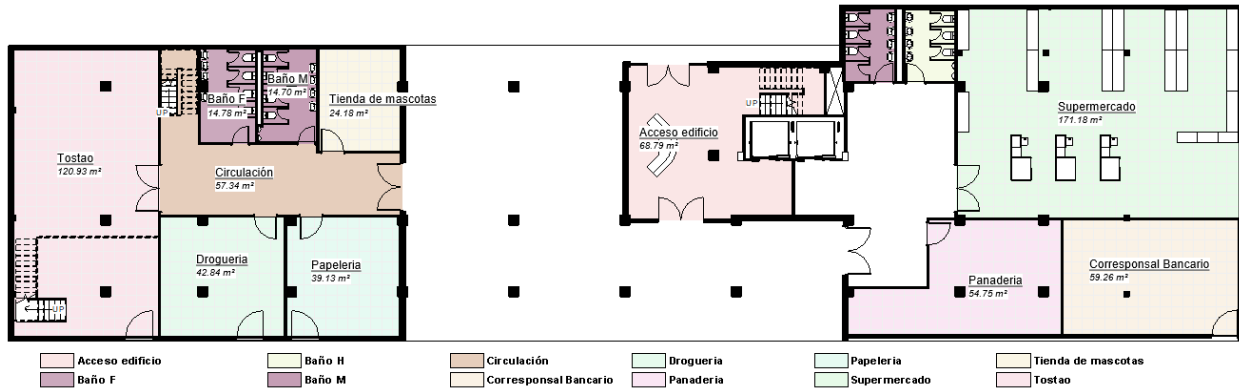 Baño F
14.78 m²
Baño M
14.70 m²
Tienda de mascotas
24.18 m²
UP
Tostao
120.93 m²
Circulación
57.34 m²
Drogueria
42.84 m²
Papeleria
39.13 m²
UP
UP
Acceso edificio
68.79 m²
Supermercado
171.18 m²
Panaderia
54.75 m²
Corresponsal Bancario
59.26 m²
Acceso edificio
Baño H
Circulación
Drogueria
Papeleria
Tienda de mascotas
Baño F
Baño M
Corresponsal Bancario
Panaderia
Supermercado
Tostao